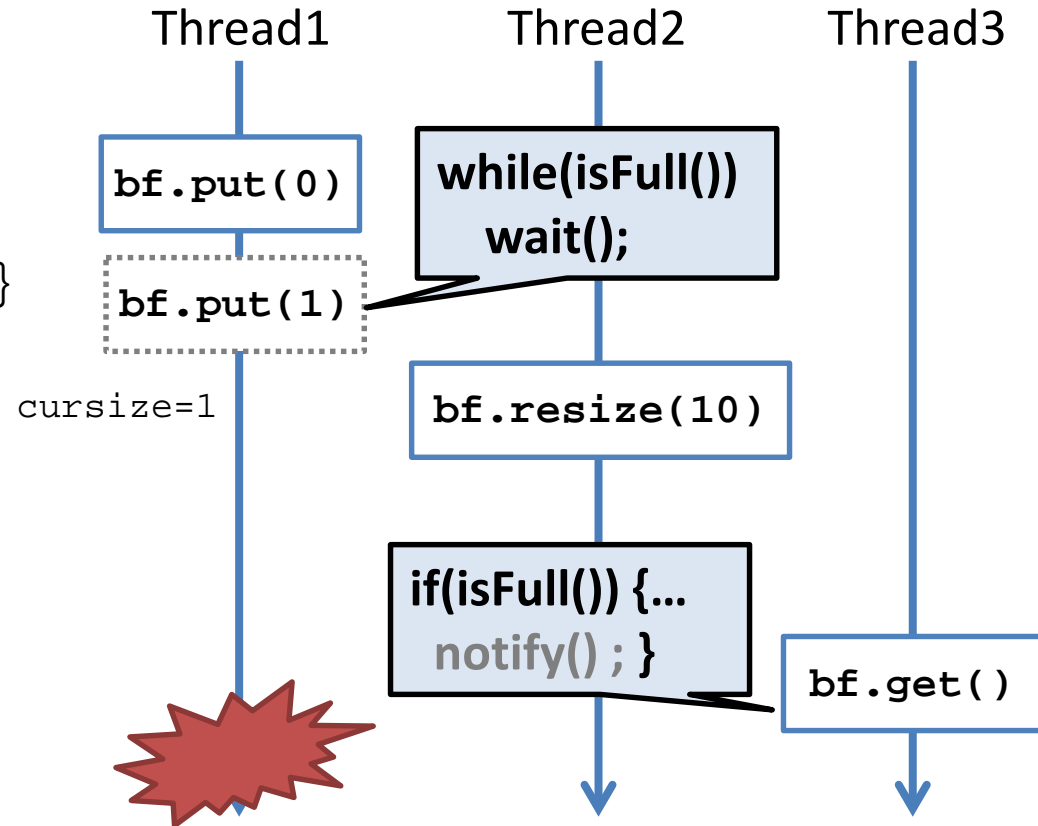 Thread1 Thread2 Thread3
bf.put(0)
while(isFull())
wait();
}
bf.put(1)
cursize=1
bf.resize(10)
if(isFull()) {…
notify() ; }
bf.get()